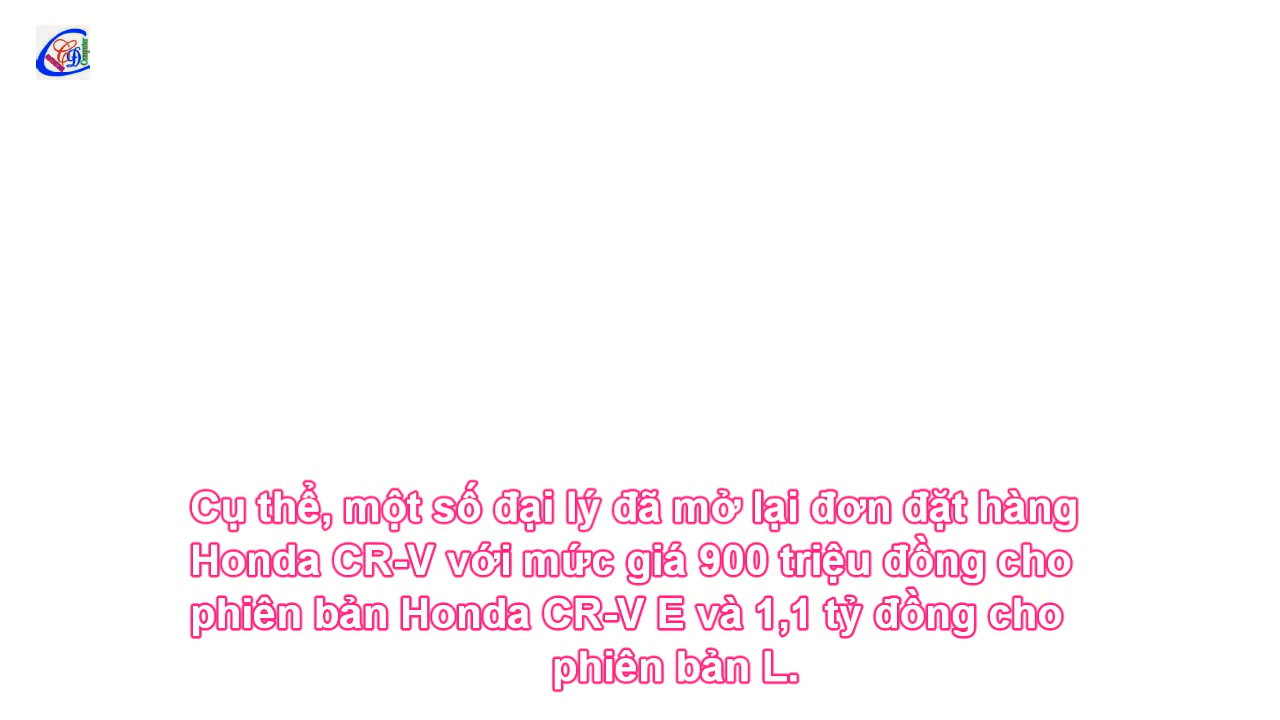 Computer
Cụ thể, một số đại lý đã mở lại đơn đặt hàng
Honda CR-V với mức giá 900 triệu đồng cho
phiên bản Honda CR-V E và 1,1 tỷ đồng cho
phiên bản L.